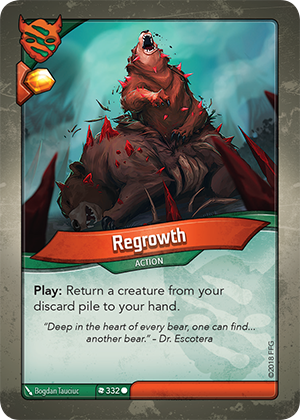 Regrowth
ACTION
Play: Return a creature from your
discard pile to your hand.
"Deep in the heart of every bear, one can find...
another bear." - Dr. Escotera
©2018 FFG
Bogdan Tauciuc
332